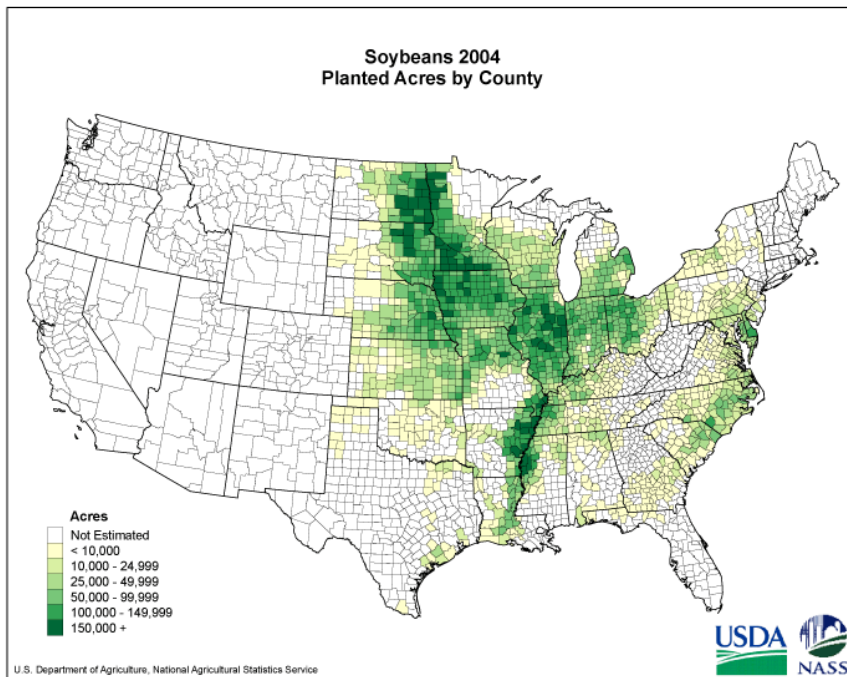 Soybeans 2004
Planted Acres by County
Acres
Not Estimated
< 10,000
10,000 - 24,999
25,000 - 49,999
50,000 - 99,999
100,000 - 149,999
150,000 +
U.S. Department of Agriculture, National Agricultural Statistics Service
USDA
NASS